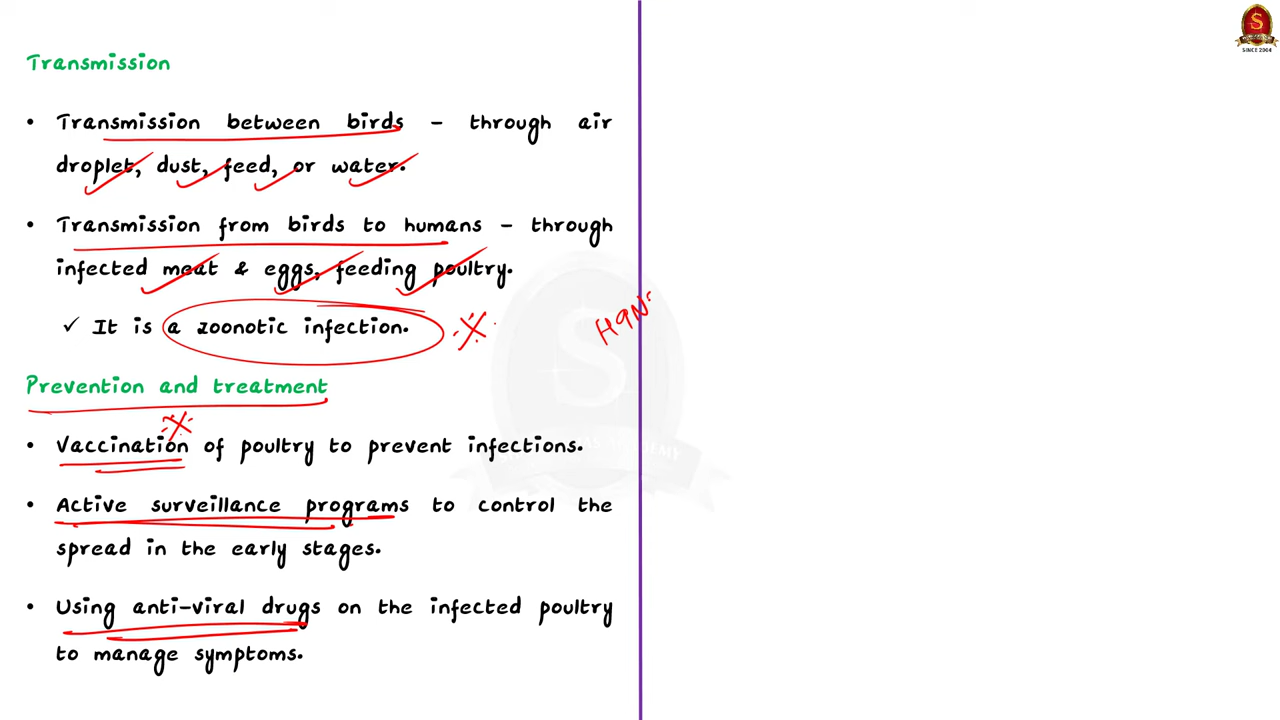 Transmission
• Transmission between birds – through air
droplet, dust, feed, or water.
• Transmission from birds to humans – through
infected meat & eggs, feeding poultry.
✓ It is a zoonotic infection.
H9N
Prevention and treatment
• Vaccination of poultry to prevent infections.
• Active surveillance programs to control the
spread in the early stages.
• Using anti-viral drugs on the infected poultry
to manage symptoms.
S
SINCE 2004